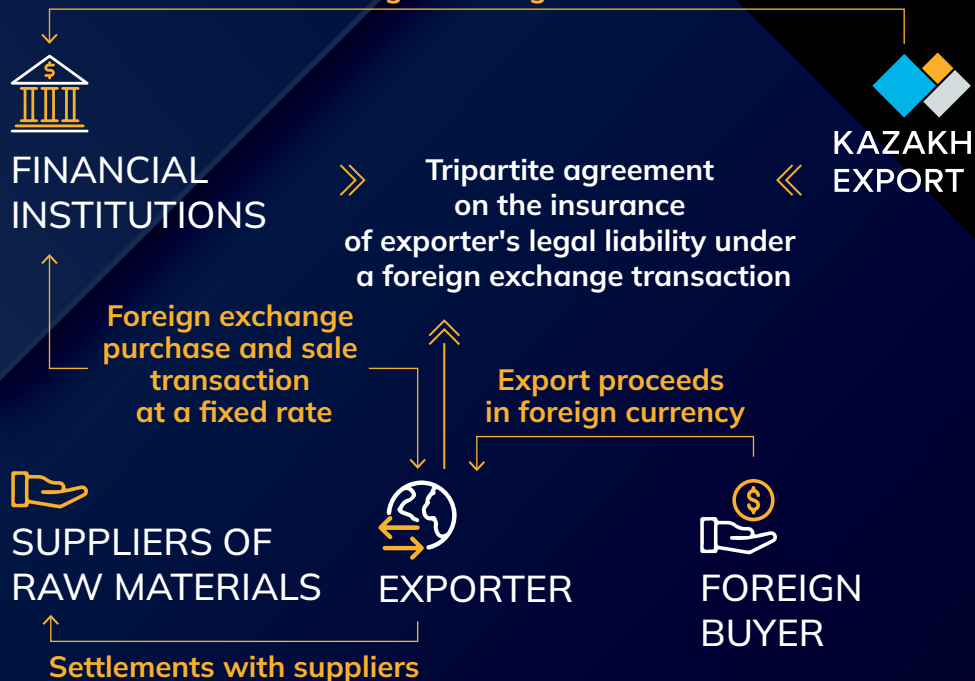 KAZAKH
EXPORT
FINANCIAL
INSTITUTIONS
Tripartite agreement
on the insurance
of exporter's legal liability under
a foreign exchange transaction
Foreign exchange
purchase and sale
transaction
at a fixed rate
Export proceeds
in foreign currency
SUPPLIERS OF
RAW MATERIALS
EXPORTER
FOREIGN
BUYER
Settlements with suppliers